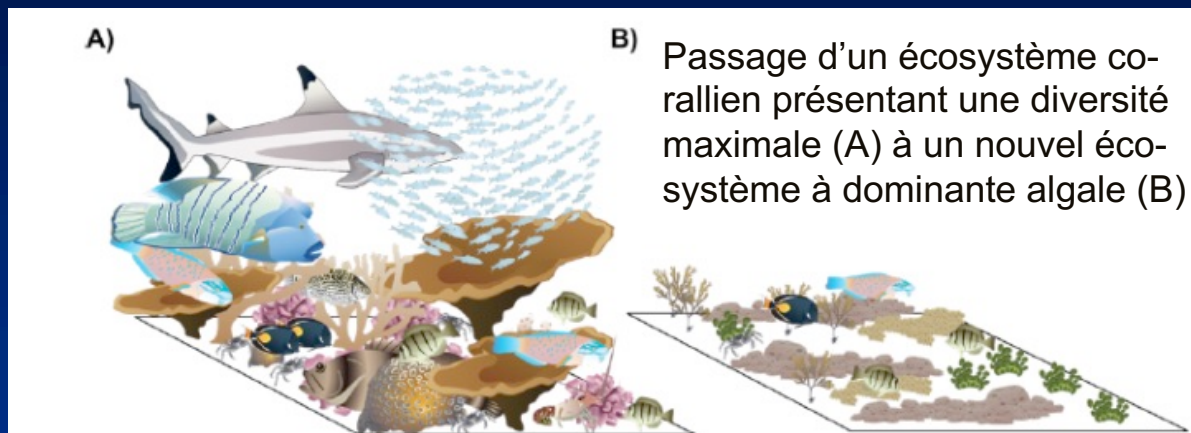 A)
B)
Passage d'un écosystème co-
rallien présentant une diversité
maximale (A) à un nouvel éco-
système à dominante algale (B)